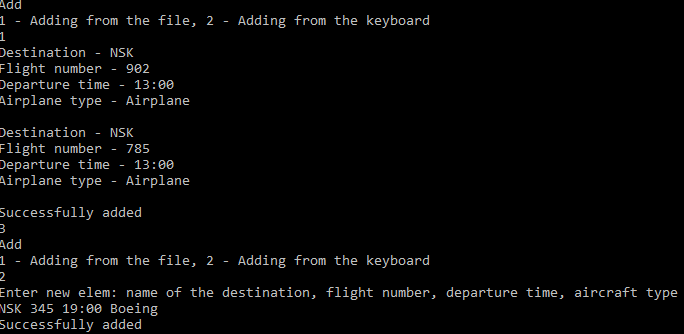 Add
1 - Adding from the file, 2 - Adding from the keyboard
1
Destination - NSK
Flight number - 902
Departure time - 13:00
Airplane type - Airplane
Destination - NSK
Flight number - 785
Departure time - 13:00
Airplane type - Airplane
Successfully added
3
Add
1 - Adding from the file, 2 - Adding from the keyboard
2
Enter new elem: name of the destination, flight number, departure time, aircraft type
NSK 345 19:00 Boeing
Successfully added